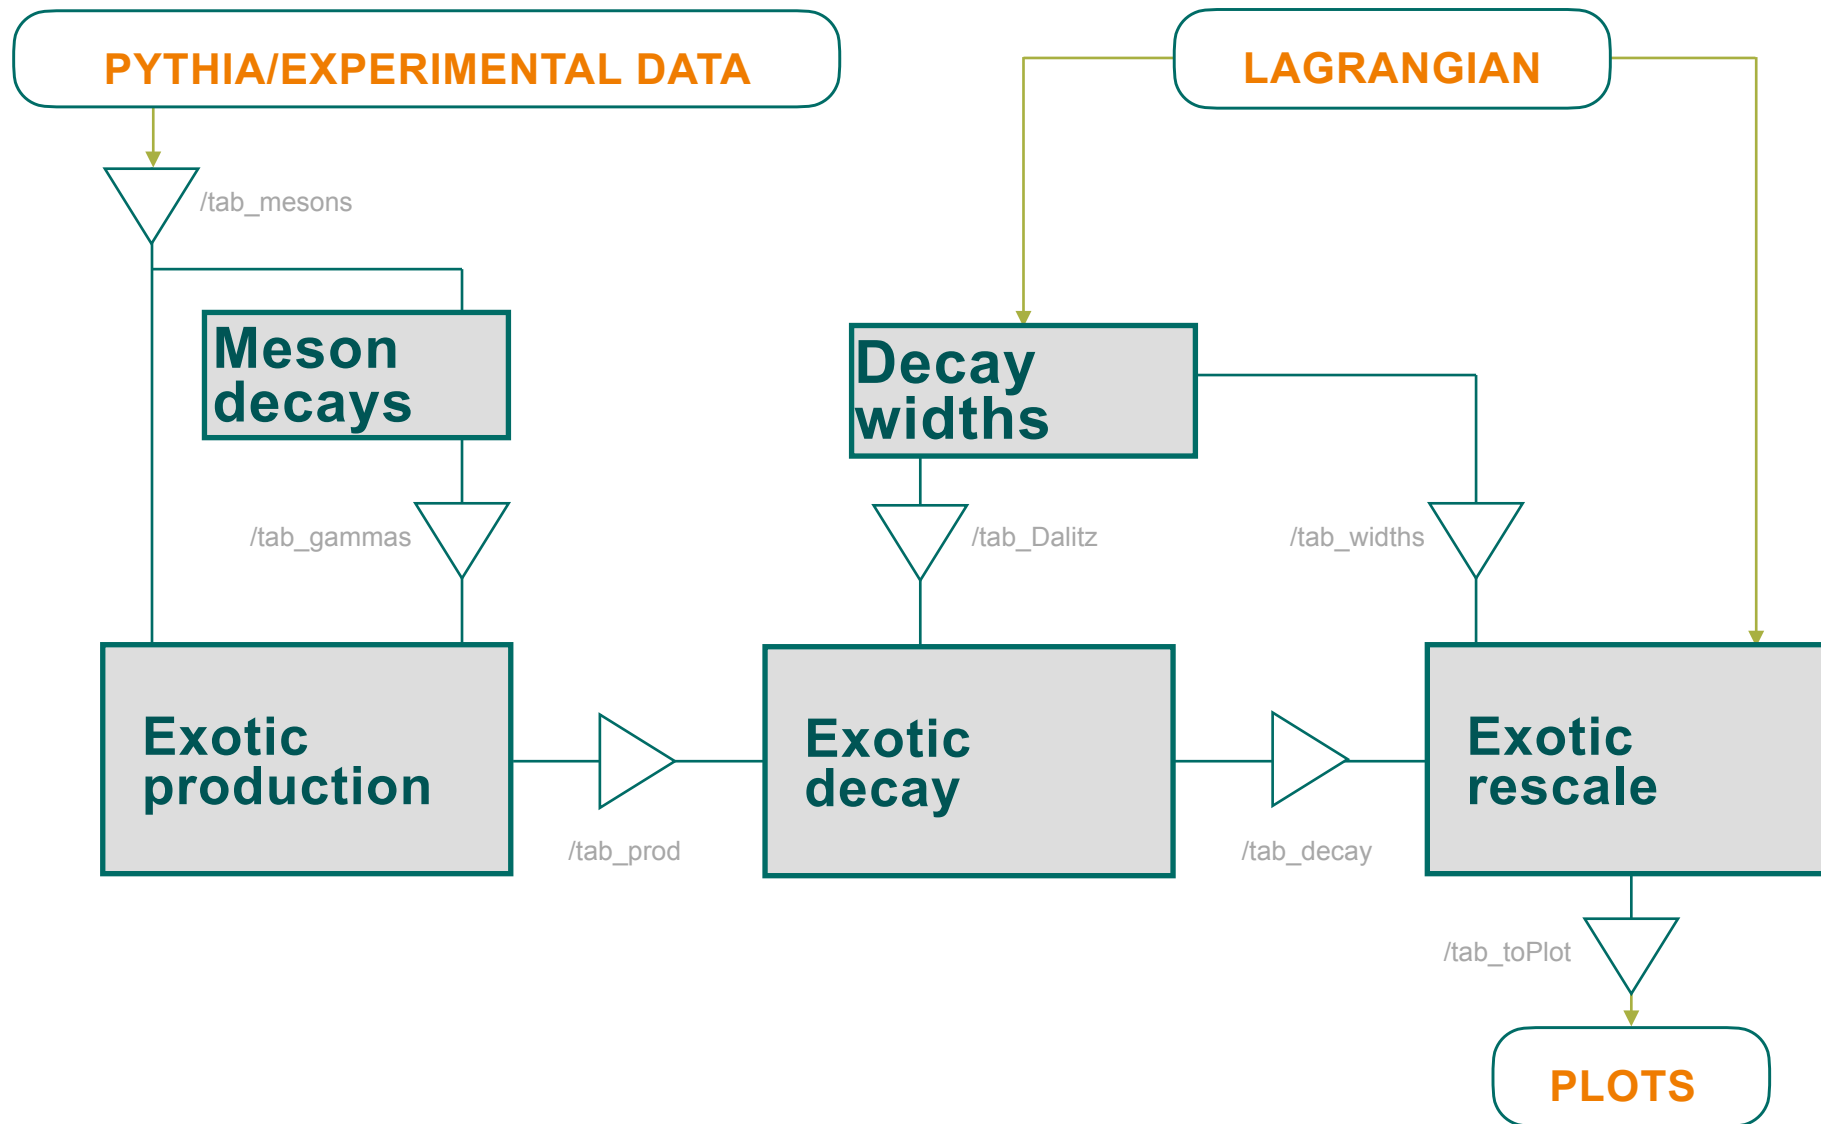 PYTHIA/EXPERIMENTAL DATA
LAGRANGIAN
/tab_mesons
Meson
decays
Decay
widths
/tab_gammas
/tab_Dalitz
/tab_widths
Exotic
production
Exotic
decay
Exotic
rescale
/tab_prod
/tab_decay
/tab_toPlot
PLOTS